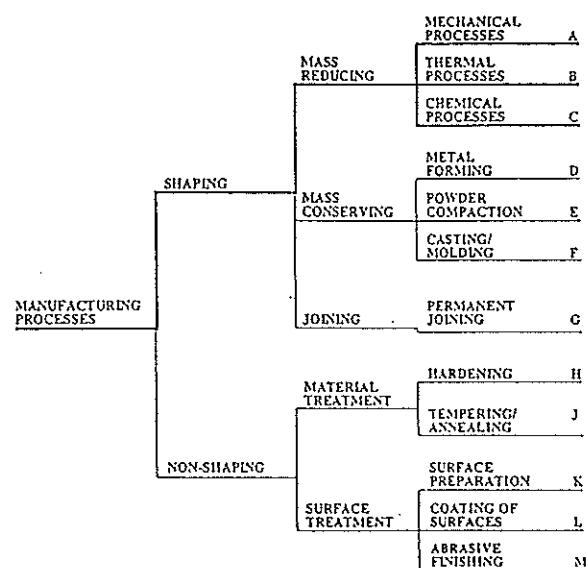 MECHANICAL
PROCESSES A
MASS
REDUCING
THERMAL
PROCESSES B
CHEMICAL
PROCESSES C
SHAPING
METAL
FORMING D
MASS
CONSERVING
POWDER
COMPACTION E
CASTING/
MOLDING F
MANUFACTURING
PROCESSES
JOINING
PERMANENT
JOINING G
MATERIAL
TREATMENT
HARDENING H
TEMPERING/
ANNEALING J
NON-SHAPING
SURFACE
PREPARATION K
SURFACE
TREATMENT
COATING OF
SURFACES L
ABRASIVE
FINISHING M